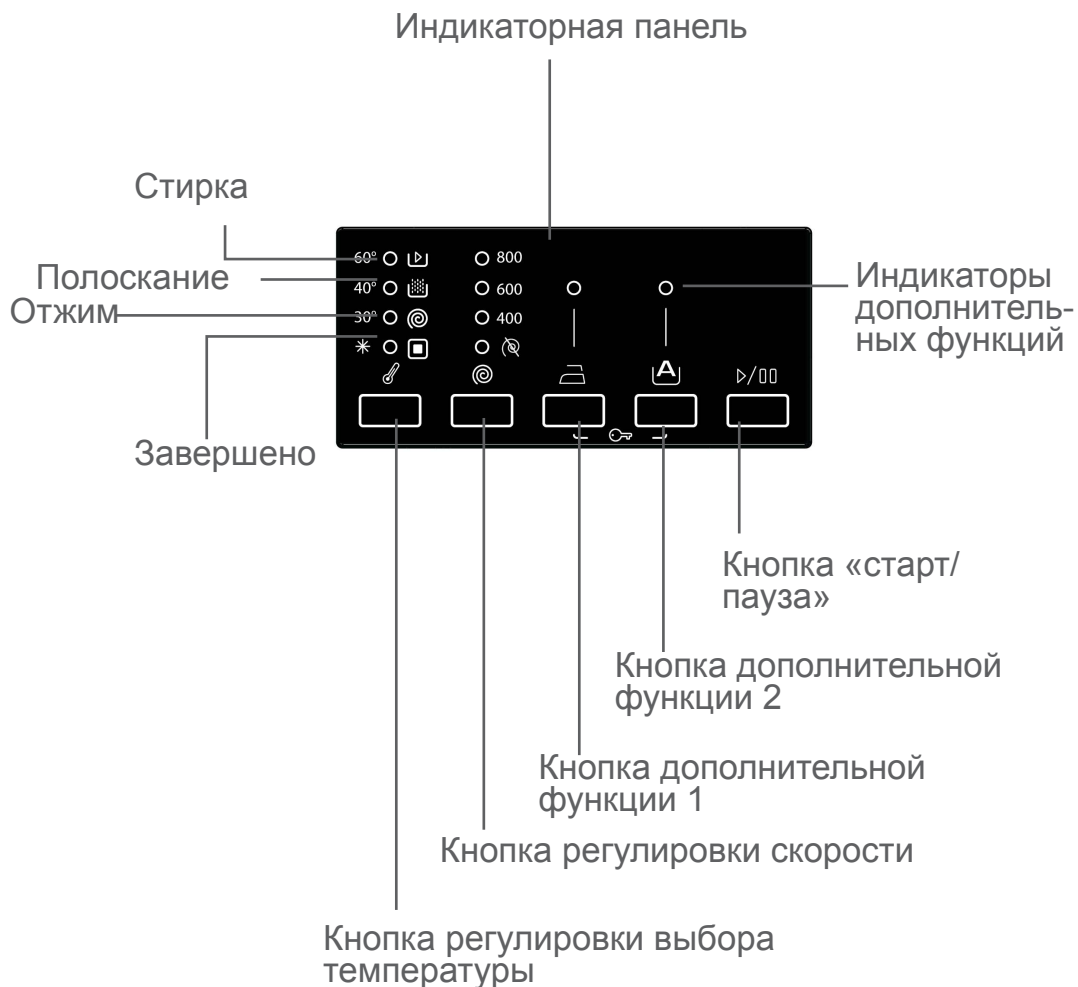 Индикаторная панель
Стирка
Полоскание
Отжим
Завершено
60°
40°
30°
800
600
400
A
Индикаторы
дополнитель-
ных функций
Кнопка «старт/
пауза»
Кнопка дополнительной
функции 2
Кнопка дополнительной
функции 1
Кнопка регулировки скорости
Кнопка регулировки выбора
температуры